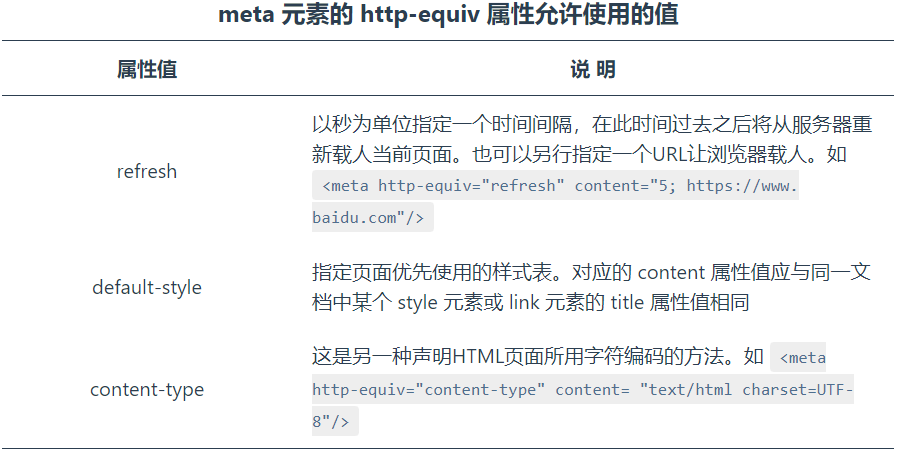 meta 元素的 http-equiv 属性允许使用的值
属性值 说 明
以秒为单位指定一个时间间隔，在此时间过去之后将从服务器重
新载人当前页面。也可以另行指定一个URL让浏览器载人。如
refresh
<meta http-equiv="refresh" content="5; https://www.
baidu.com"/>
指定页面优先使用的样式表。对应的 content 属性值应与同一文
default-style
档中某个 style 元素或 link 元素的 title 属性值相同
这是另一种声明HTML页面所用字符编码的方法。如 <meta
content-type
http-equiv="content-type" content= "text/html charset=UTF-
8"/>